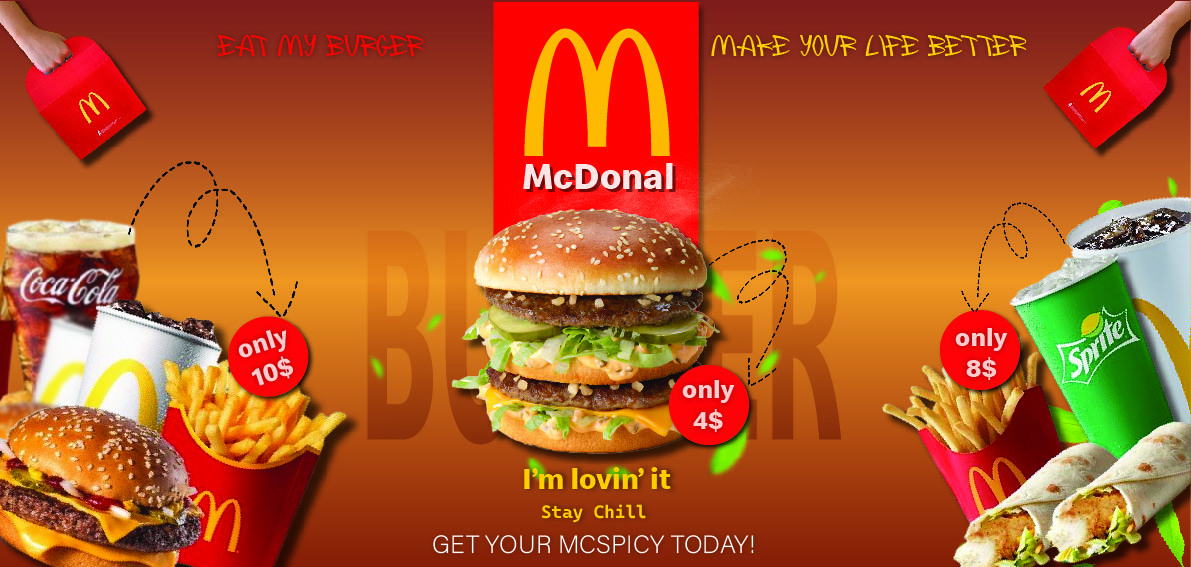 EAT MY BURGER
MAKE YOUR LIFE BETTER
McDonal
BURGER
Coca-Cola
only
10$
only
4$
only
8$
Sprite
I'm lovin' it
Stay Chill
GET YOUR MCSPICY TODAY!